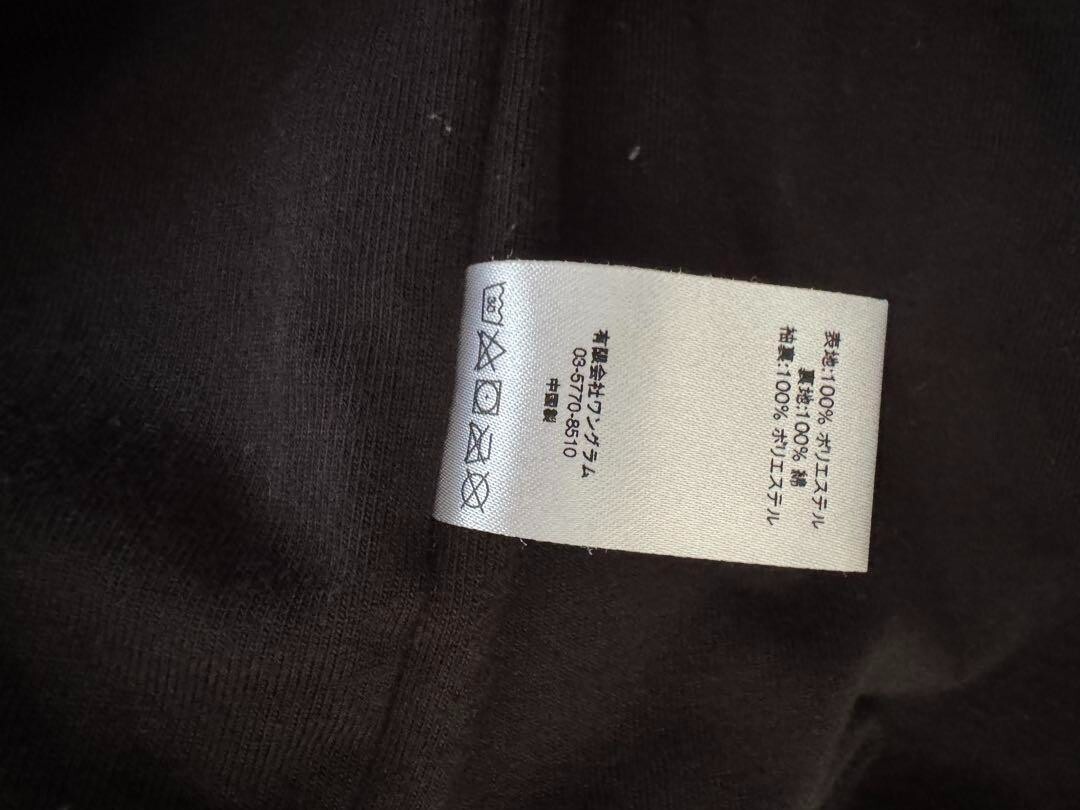 表地:100% ポリエステル
裏地:100% 綿
袖裏:100% ポリエステル
有限会社ワングラム
03-5770-8510
中国製
30